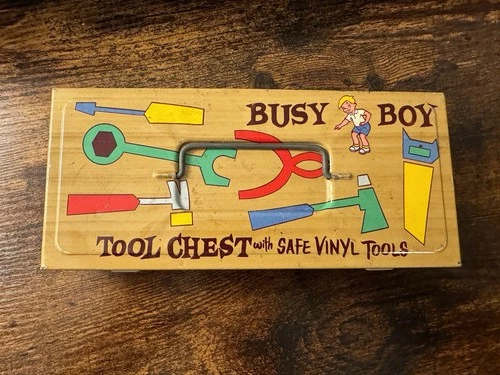 BUSY BOY
TOOL CHEST with SAFE VINYL TOOLS